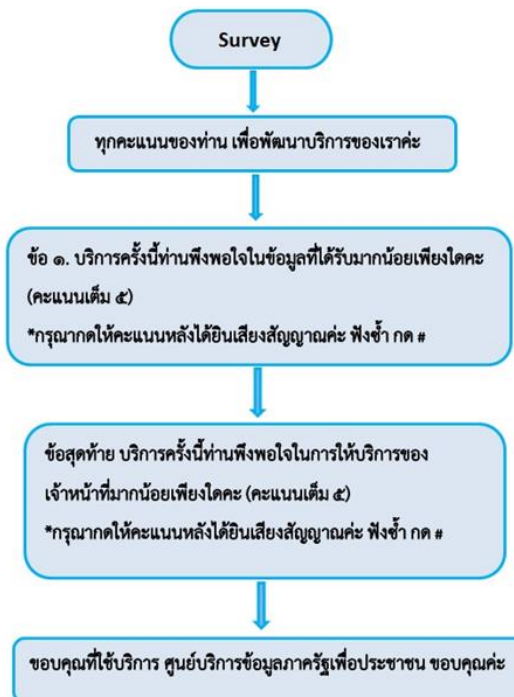 Survey
ทุกคะแนนของท่าน เพื่อพัฒนาบริการของเราค่ะ
ข้อ ๑. บริการครั้งนี้ท่านพึงพอใจในข้อมูลที่ได้รับมากน้อยเพียงใดคะ
(คะแนนเต็ม ๕)
*กรุณากดให้คะแนนหลังได้ยินเสียงสัญญาณค่ะ ฟังซ้ำ กด #
ข้อสุดท้าย บริการครั้งนี้ท่านพึงพอใจในการให้บริการของ
เจ้าหน้าที่มากน้อยเพียงใดคะ (คะแนนเต็ม ๕)
*กรุณากดให้คะแนนหลังได้ยินเสียงสัญญาณค่ะ ฟังซ้ำ กด #
ขอบคุณที่ใช้บริการ ศูนย์บริการข้อมูลภาครัฐเพื่อประชาชน ขอบคุณค่ะ